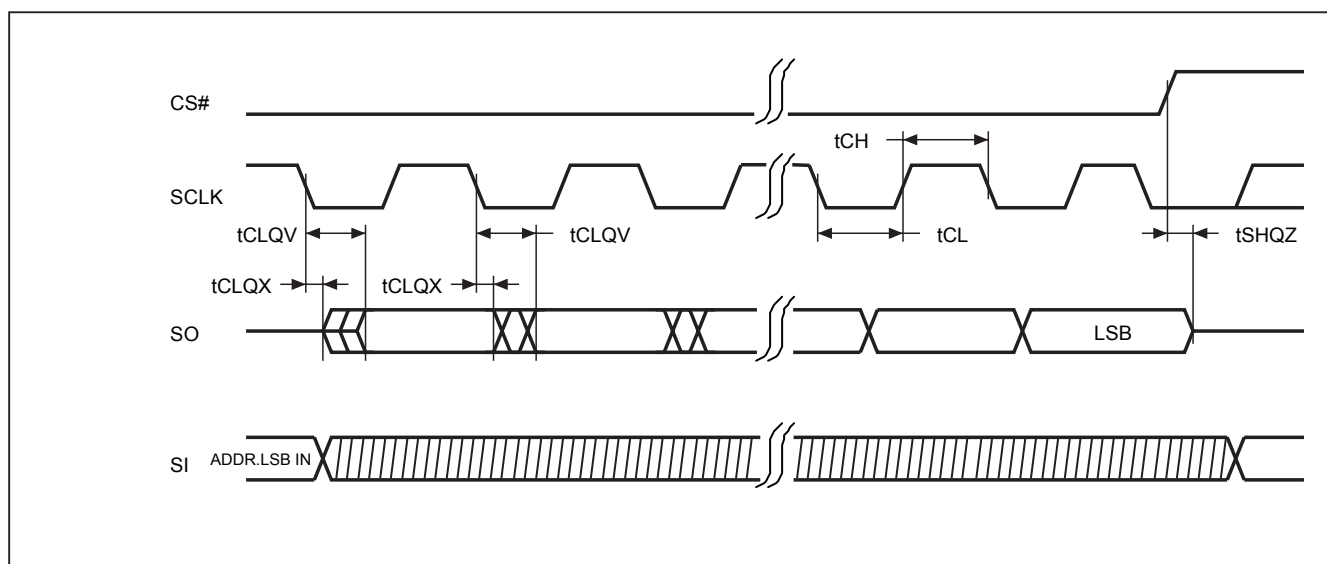 CS#
tCH
SCLK
tCLQV
tCLQV
tCL
tSHQZ
tCLQX
tCLQX
SO
LSB
SI
ADDR.LSB IN